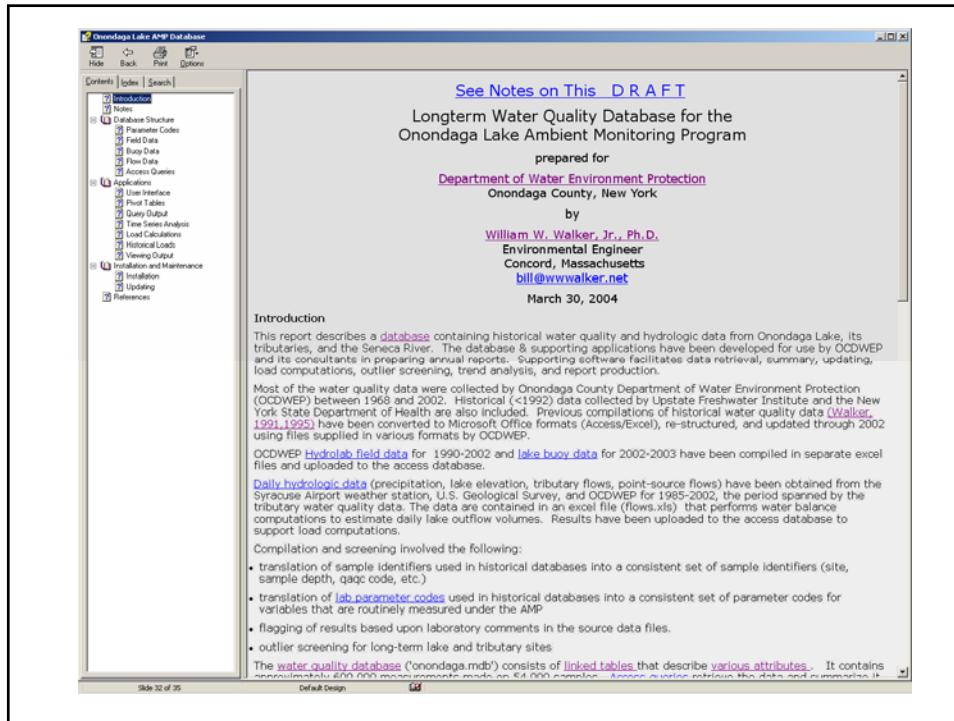 Onondaga Lake AMP Database
Hide Back Print Options
Contents Index Search
Introduction
Notes
Database Structure
Parameter Codes
Field Data
Buoy Data
Flow Data
Access Queries
Applications
User Interface
Pivot Tables
Query Output
Time Series Analysis
Load Calculations
Historical Loads
Viewing Output
Installation and Maintenance
Installation
Updating
References
See Notes on This D R A F T
Longterm Water Quality Database for the
Onondaga Lake Ambient Monitoring Program
prepared for
Department of Water Environment Protection
Onondaga County, New York
by
William W. Walker, Jr., Ph.D.
Environmental Engineer
Concord, Massachusetts
bill@wwwalker.net
March 30, 2004
Introduction
This report describes a database containing historical water quality and hydrologic data from Onondaga Lake, its
tributaries, and the Seneca River. The database & supporting applications have been developed for use by OCDWEP
and its consultants in preparing annual reports. Supporting software facilitates data retrieval, summary, updating,
load computations, outlier screening, trend analysis, and report production.
Most of the water quality data were collected by Onondaga County Department of Water Environment Protection
(OCDWEP) between 1968 and 2002. Historical (<1992) data collected by Upstate Freshwater Institute and the New
York State Department of Health are also included. Previous compilations of historical water quality data (Walker,
1991,1995) have been converted to Microsoft Office formats (Access/Excel), re-structured, and updated through 2002
using files supplied in various formats by OCDWEP.
OCDWEP Hydrolab field data for 1990-2002 and lake buoy data for 2002-2003 have been compiled in separate excel
files and uploaded to the access database.
Daily hydrologic data (precipitation, lake elevation, tributary flows, point-source flows) have been obtained from the
Syracuse Airport weather station, U.S. Geological Survey, and OCDWEP for 1985-2002, the period spanned by the
tributary water quality data. The data are contained in an excel file (flows.xls) that performs water balance
computations to estimate daily lake outflow volumes. Results have been uploaded to the access database to
support load computations.
Compilation and screening involved the following:
• translation of sample identifiers used in historical databases into a consistent set of sample identifiers (site,
sample depth, qaqc code, etc.)
• translation of lab parameter codes used in historical databases into a consistent set of parameter codes for
variables that are routinely measured under the AMP
• flagging of results based upon laboratory comments in the source data files.
• outlier screening for long-term lake and tributary sites
The water quality database ('onondaga.mdb') consists of linked tables that describe various attributes . It contains
approximately 600,000 measurements made on 54,000 samples. Access queries retrieve the data and summarize it
Slide 32 of 35 Default Design